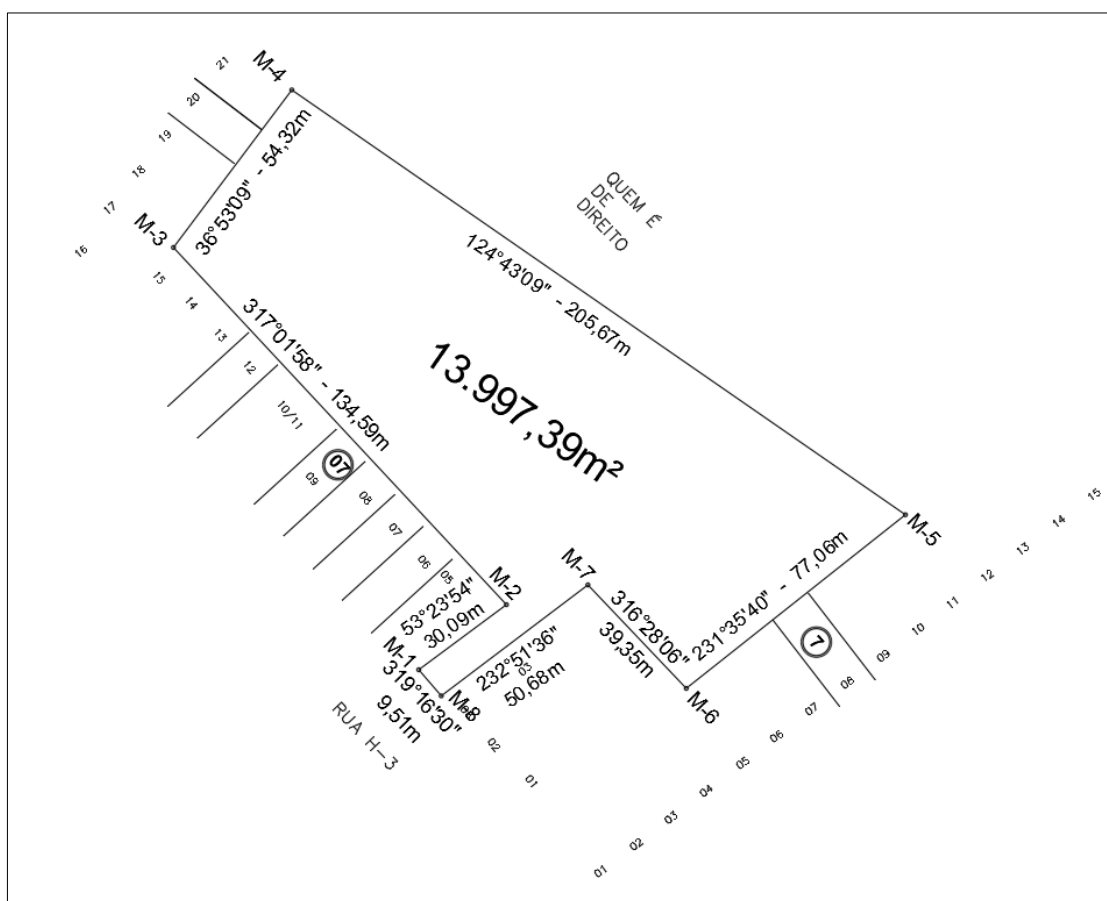 21
M-4
20
19
18
17
16
M-3
36°53'09" - 54,32m
QUEM É
DE
DIREITO
124°43'09" - 205,67m
13.997,39m²
317°01'58" - 134,59m
15
14
13
12
10/11
07
09
08
07
06
05
M-2
53°23'54"
30,09m
M-1
319°16'30"
9,51m
M-8
RUA H-3
232°51'36"
03
50,68m
02
01
M-7
316°28'06"
39,35m
M-6
231°35'40" - 77,06m
M-5
7
15
14
13
12
11
10
09
08
07
06
05
04
03
02
01